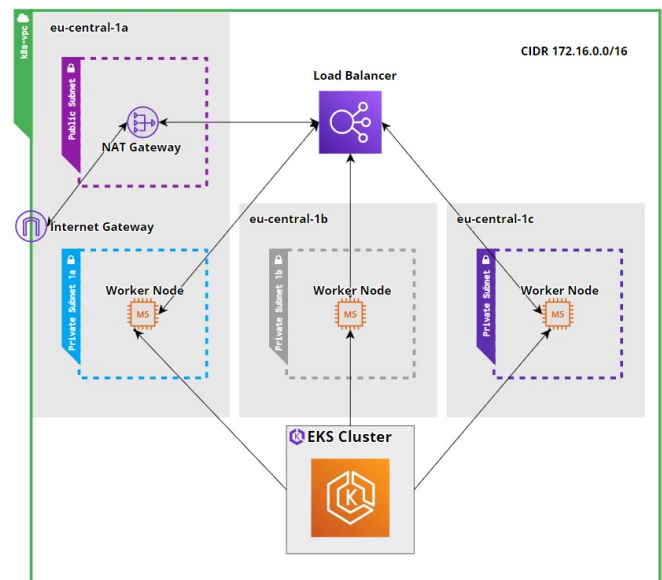 k8s-vpc
eu-central-1a
CIDR 172.16.0.0/16
Public Subnet
NAT Gateway
Load Balancer
Internet Gateway
eu-central-1b
eu-central-1c
Private Subnet 1a
Worker Node
M5
Private Subnet 1b
Worker Node
M5
Private Subnet 1c
Worker Node
M5
EKS Cluster
K
K